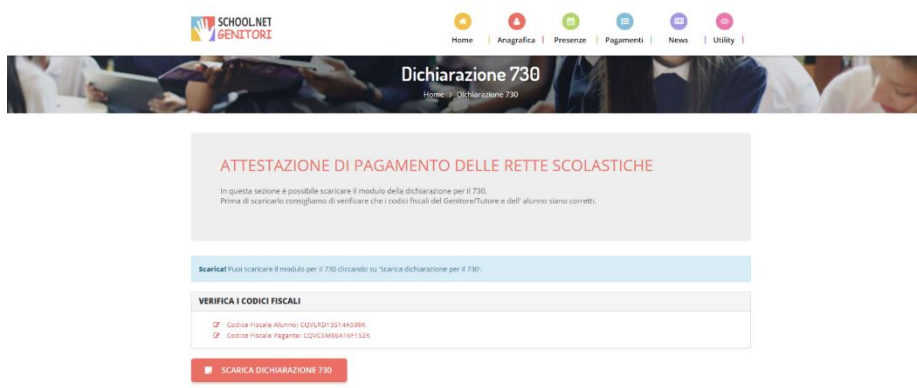 SCHOOL.NET
GENITORI
Home | Anagrafica | Presenze | Pagamenti | News | Utility |
Dichiarazione 730
Home > Dichiarazione 730
ATTESTAZIONE DI PAGAMENTO DELLE RETTE SCOLASTICHE
In questa sezione è possibile scaricare il modulo della dichiarazione per il 730.
Prima di scaricarlo consigliamo di verificare che i codici fiscali del Genitore/Tutore e dell' alunno siano corretti.
Scarica! Puoi scaricare il modulo per il 730 cliccando su 'Scarica dichiarazione per il 730'.
VERIFICA I CODICI FISCALI
Codice Fiscale Alunno:
Codice Fiscale Pagante:
SCARICA DICHIARAZIONE 730